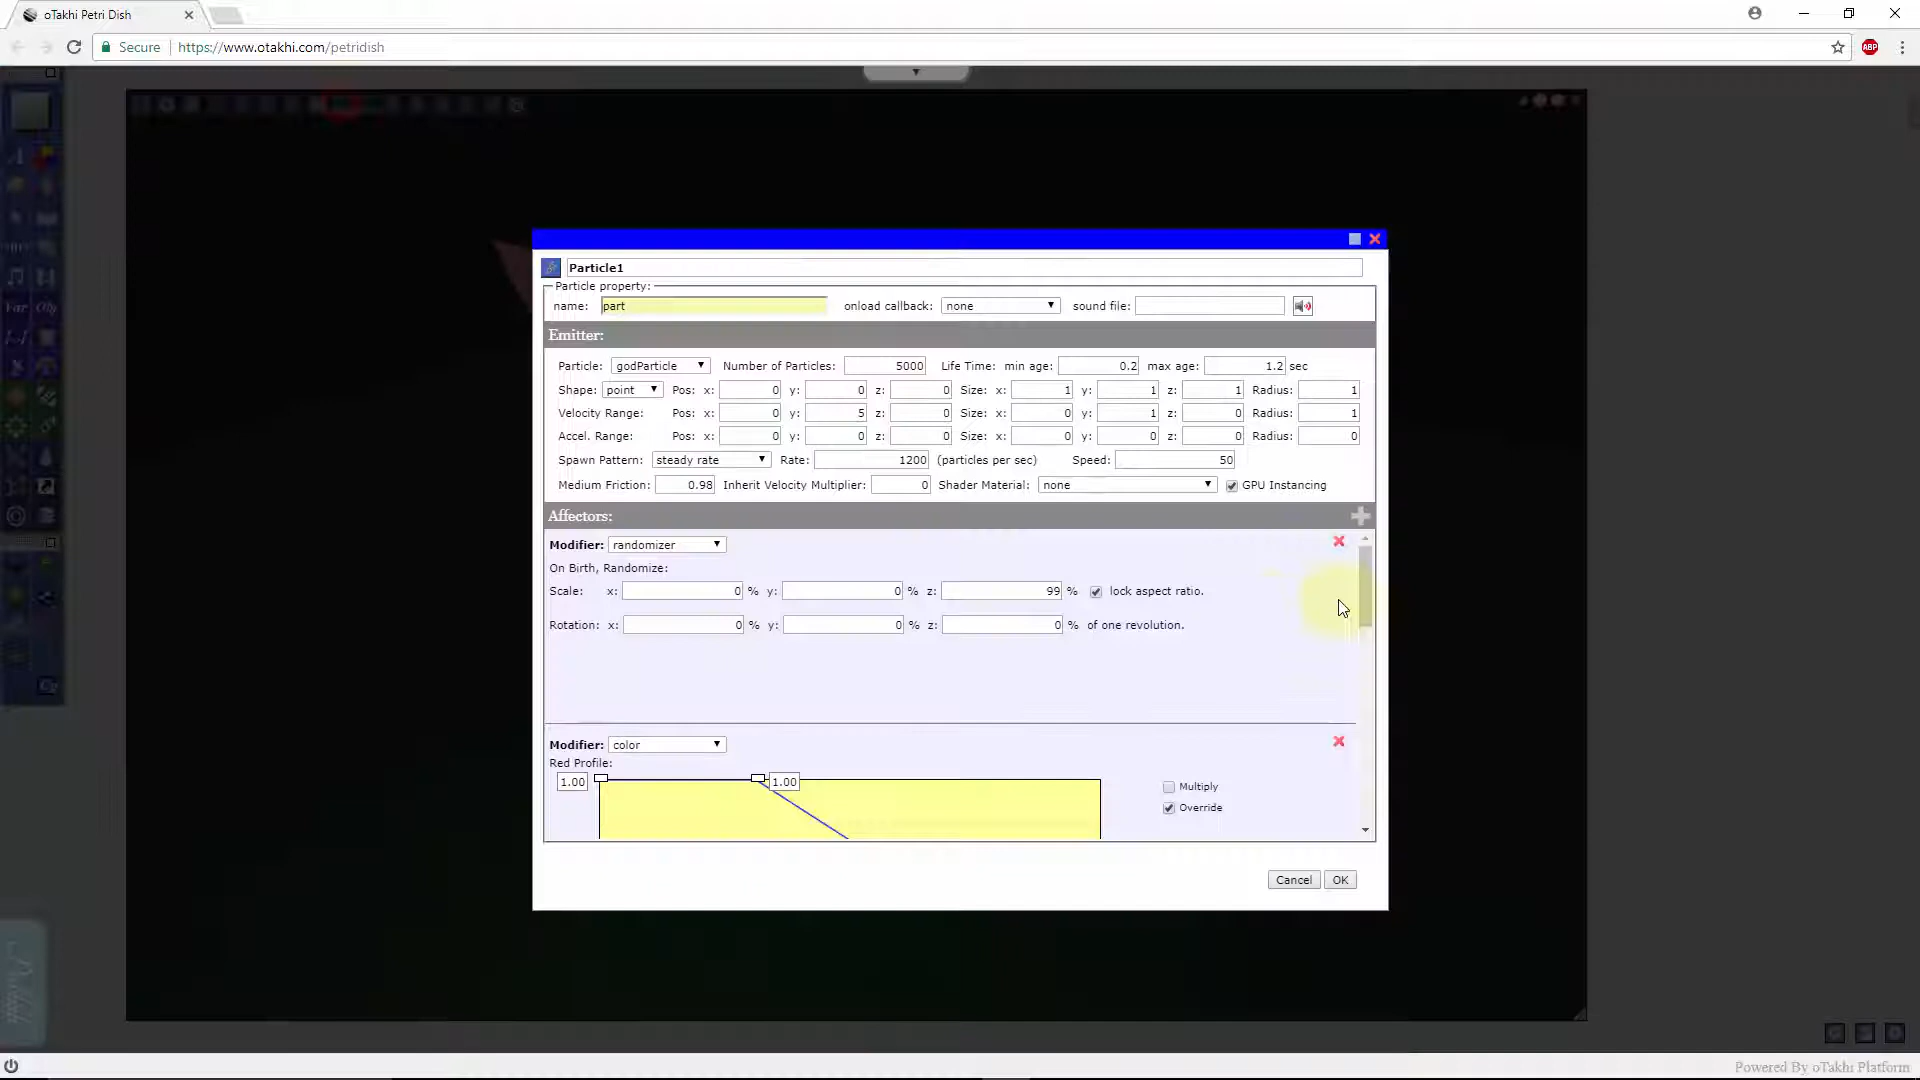 oTakhi Petri Dish
Secure https://www.otakhi.com/petridish
ABP
Particle1
Particle property:
name: part onload callback: none sound file:
Emitter:
Particle: godParticle Number of Particles: 5000 Life Time: min age: 0.2 max age: 1.2 sec
Shape: point Pos: x: 0 y: 0 z: 0 Size: x: 1 y: 1 z: 1 Radius: 1
Velocity Range: Pos: x: 0 y: 5 z: 0 Size: x: 0 y: 1 z: 0 Radius: 1
Accel. Range: Pos: x: 0 y: 0 z: 0 Size: x: 0 y: 0 z: 0 Radius: 0
Spawn Pattern: steady rate Rate: 1200 (particles per sec) Speed: 50
Medium Friction: 0.98 Inherit Velocity Multiplier: 0 Shader Material: none GPU Instancing
Affectors:
Modifier: randomizer
On Birth, Randomize:
Scale: x: 0 % y: 0 % z: 99 % lock aspect ratio.
Rotation: x: 0 % y: 0 % z: 0 % of one revolution.
Modifier: color
Red Profile:
1.00 1.00 Multiply
Override
Cancel OK
Var Obj
Powered By oTakhi Platform